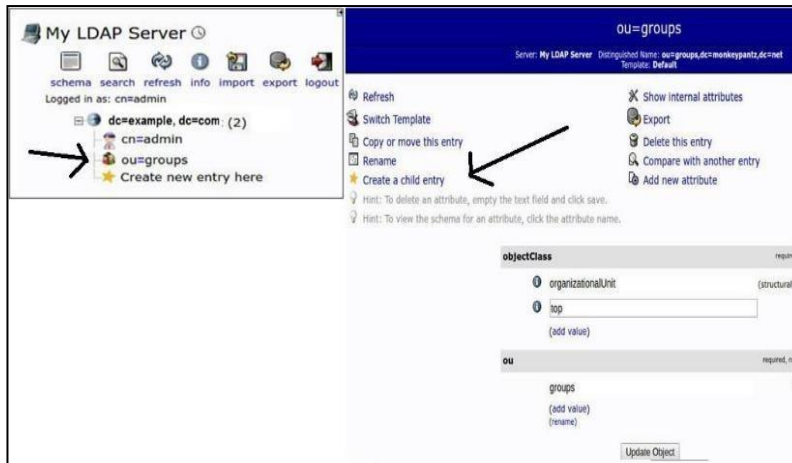 My LDAP Server
schema search refresh info import export logout
Logged in as: cn=admin
dc=example, dc=com (2)
cn=admin
ou=groups
Create new entry here
ou=groups
Server: My LDAP Server Distinguished Name: ou=groups,dc=monkeypantz,dc=net
Template: Default
Refresh
Switch Template
Copy or move this entry
Rename
Create a child entry
Show internal attributes
Export
Delete this entry
Compare with another entry
Add new attribute
Hint: To delete an attribute, empty the text field and click save.
Hint: To view the schema for an attribute, click the attribute name.
objectClass
organizationalUnit (structural
top
(add value)
ou required,
groups
(add value)
(rename)
Update Object